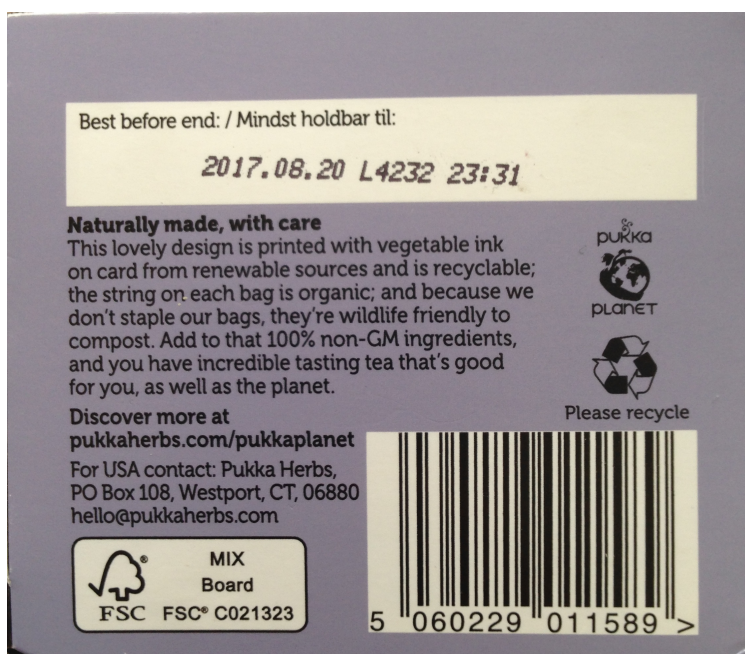 Best before end: / Mindst holdbar til:
2017.08.20 L4232 23:31
Naturally made, with care
This lovely design is printed with vegetable ink
on card from renewable sources and is recyclable;
the string on each bag is organic; and because we
don't staple our bags, they're wildlife friendly to
compost. Add to that 100% non-GM ingredients,
and you have incredible tasting tea that's good
for you, as well as the planet.
pukka
PLANET
Please recycle
Discover more at
pukkaherbs.com/pukkaplanet
For USA contact: Pukka Herbs,
PO Box 108, Westport, CT, 06880
hello@pukkaherbs.com
FSC®
MIX
Board
FSC® C021323
5 060229 011589 >